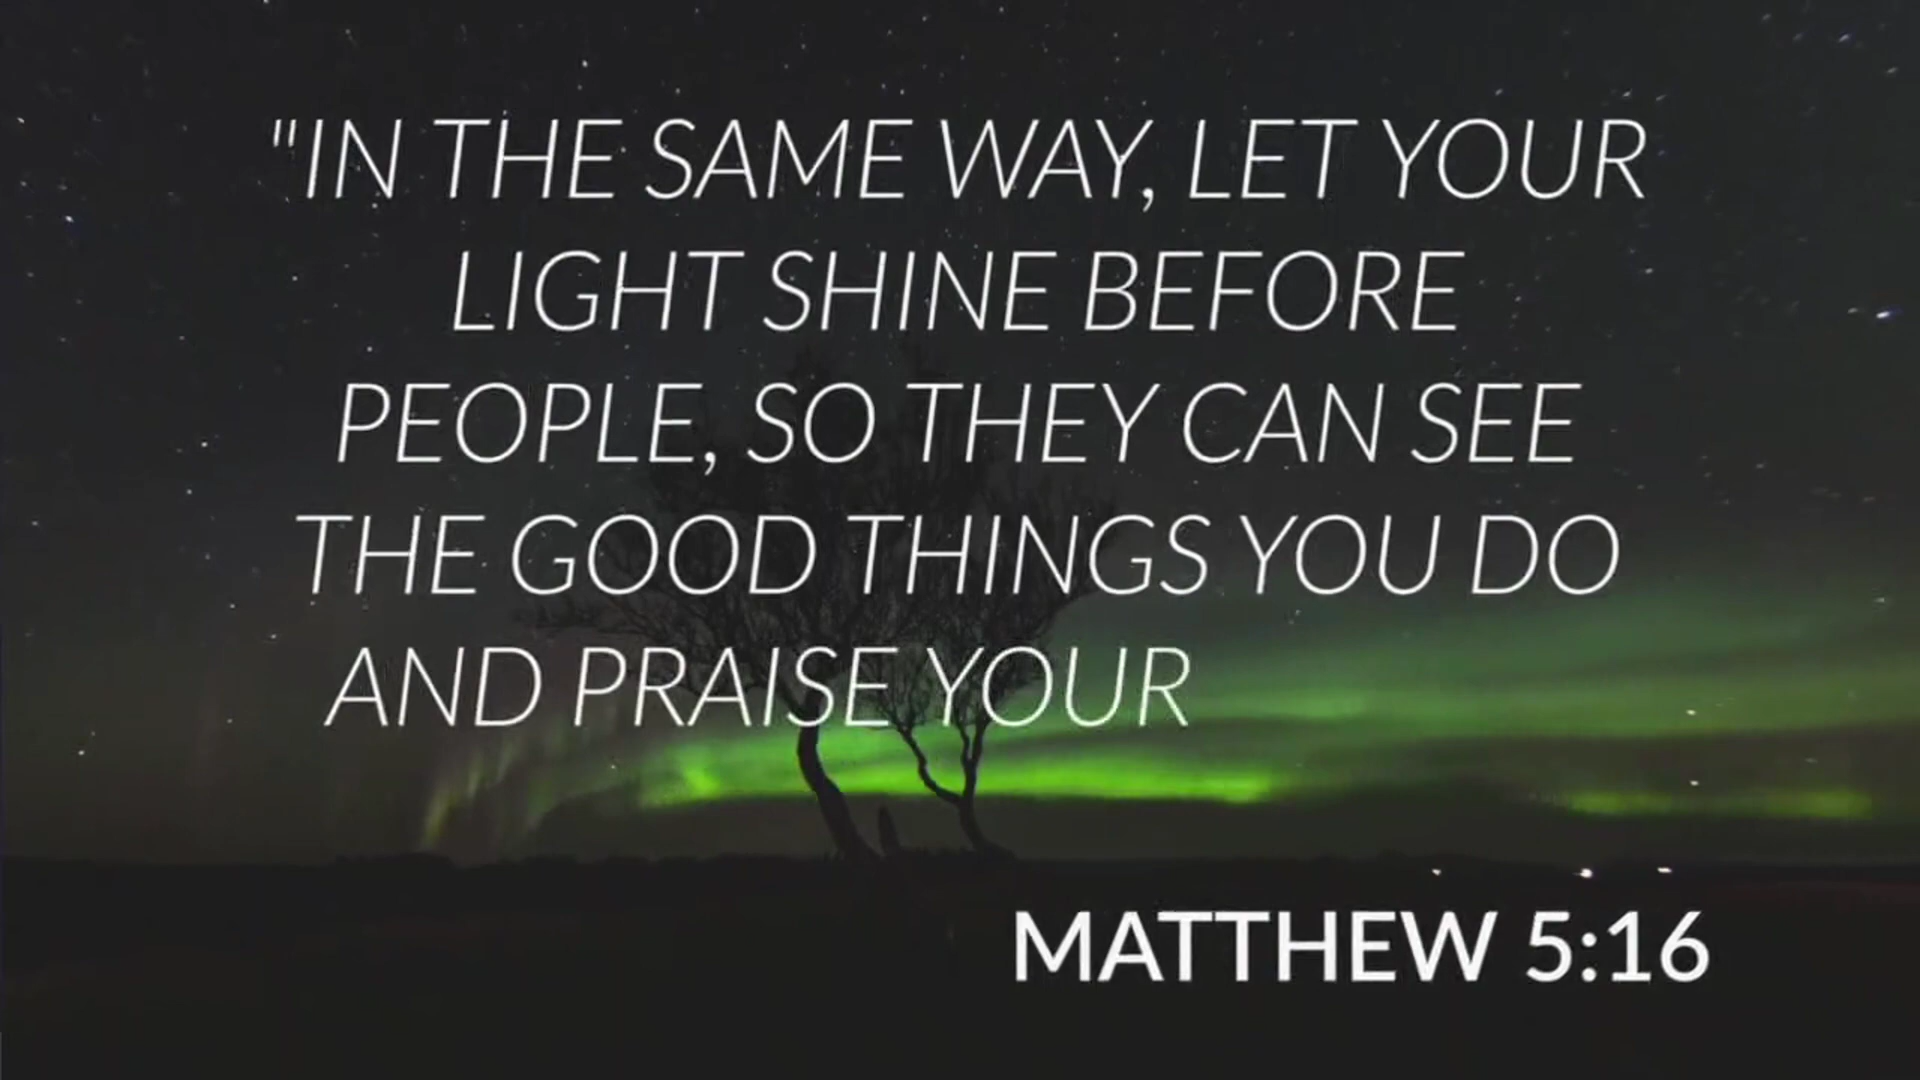 "IN THE SAME WAY, LET YOUR
LIGHT SHINE BEFORE
PEOPLE, SO THEY CAN SEE
THE GOOD THINGS YOU DO
AND PRAISE YOUR
MATTHEW 5:16